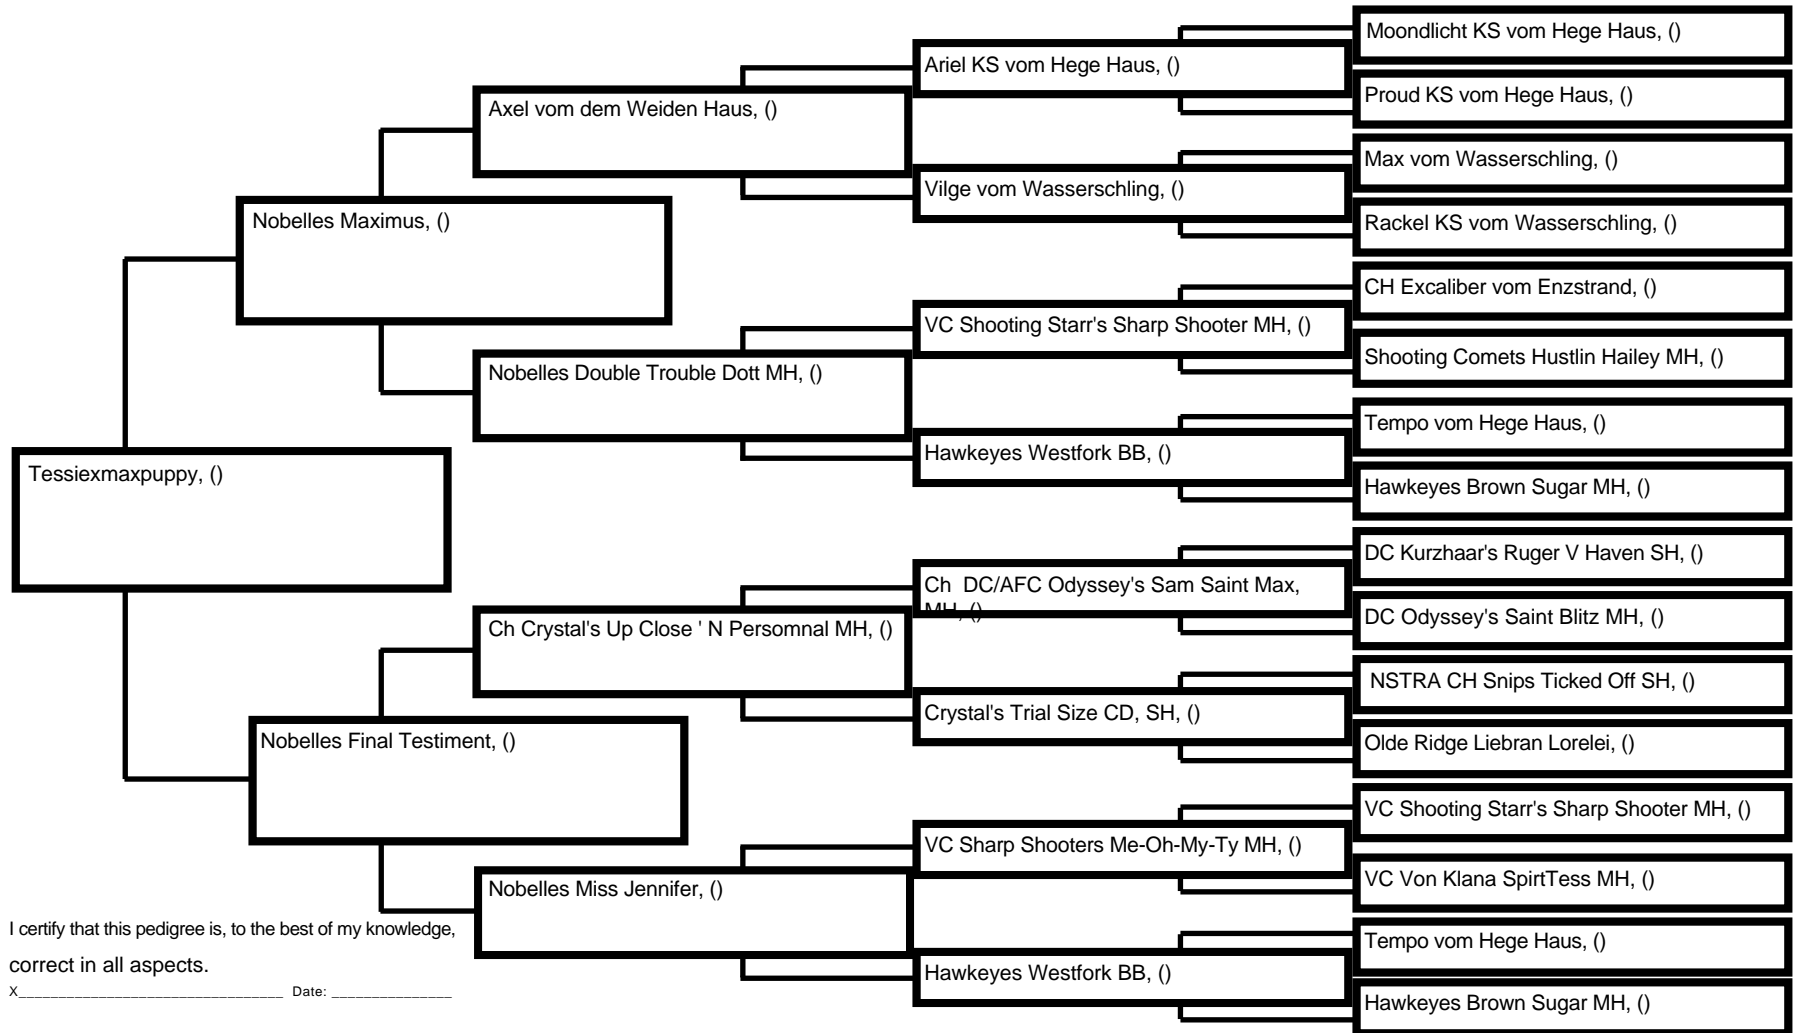 Moondlicht KS vom Hege Haus, ()
Ariel KS vom Hege Haus, ()
Proud KS vom Hege Haus, ()
Axel vom dem Weiden Haus, ()
Max vom Wasserschling, ()
Vilge vom Wasserschling, ()
Rackel KS vom Wasserschling, ()
Nobelles Maximus, ()
CH Excaliber vom Enzstrand, ()
VC Shooting Starr's Sharp Shooter MH, ()
Shooting Comets Hustlin Hailey MH, ()
Nobelles Double Trouble Dott MH, ()
Tempo vom Hege Haus, ()
Hawkeyes Westfork BB, ()
Hawkeyes Brown Sugar MH, ()
Tessiexmaxpuppy, ()
DC Kurzhaar's Ruger V Haven SH, ()
Ch  DC/AFC Odyssey's Sam Saint Max,
MH, ()
DC Odyssey's Saint Blitz MH, ()
Ch Crystal's Up Close ' N Persomnal MH, ()
NSTRA CH Snips Ticked Off SH, ()
Crystal's Trial Size CD, SH, ()
Olde Ridge Liebran Lorelei, ()
Nobelles Final Testiment, ()
VC Shooting Starr's Sharp Shooter MH, ()
VC Sharp Shooters Me-Oh-My-Ty MH, ()
VC Von Klana SpirtTess MH, ()
Nobelles Miss Jennifer, ()
Tempo vom Hege Haus, ()
Hawkeyes Westfork BB, ()
Hawkeyes Brown Sugar MH, ()
I certify that this pedigree is, to the best of my knowledge,
correct in all aspects.
X_________________________________ Date: _______________